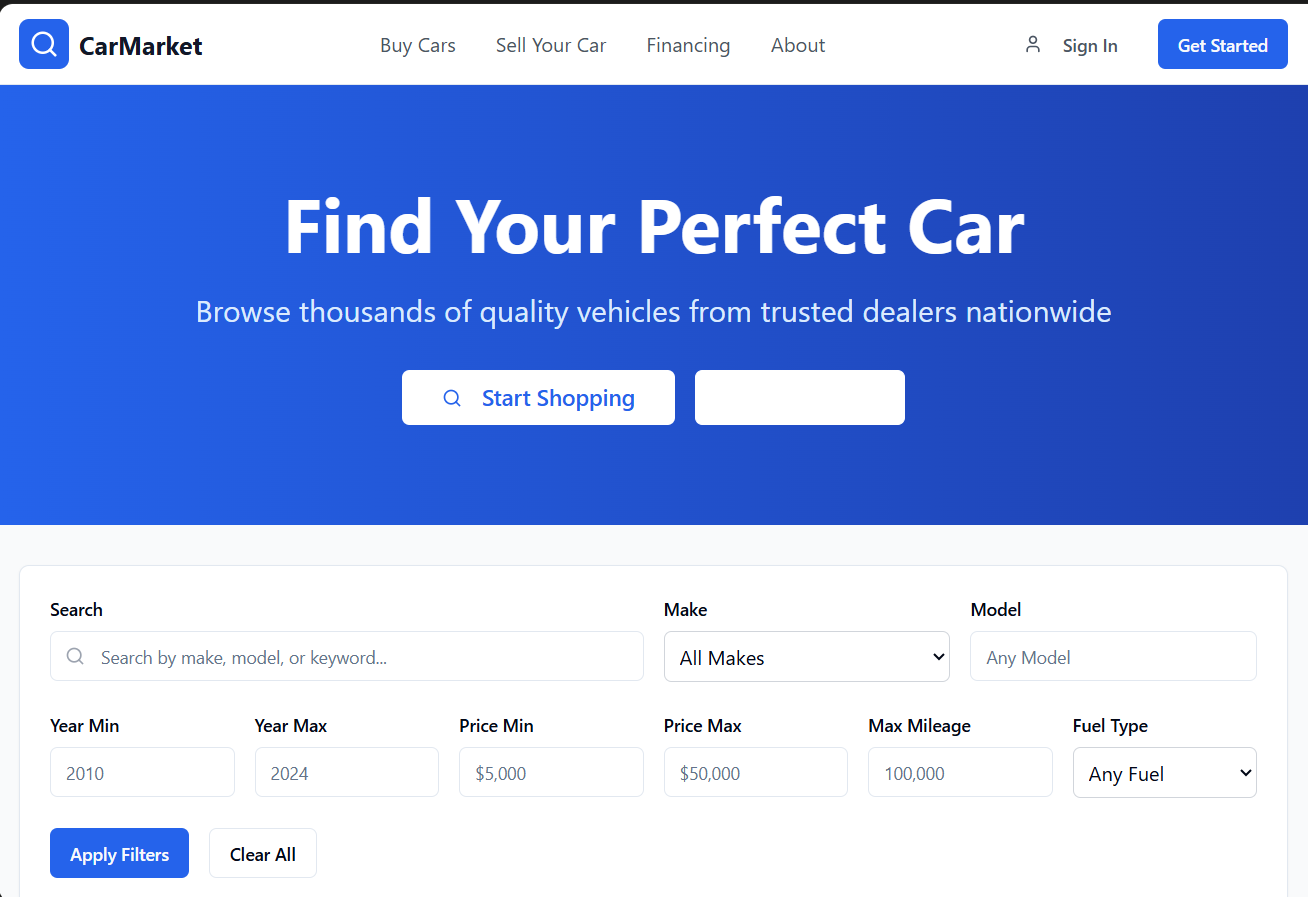 CarMarket
Buy Cars
Sell Your Car
Financing
About
Sign In
Get Started
Find Your Perfect Car
Browse thousands of quality vehicles from trusted dealers nationwide
Start Shopping
Search
Make
Model
Search by make, model, or keyword...
All Makes
Any Model
Year Min
Year Max
Price Min
Price Max
Max Mileage
Fuel Type
2010
2024
$5,000
$50,000
100,000
Any Fuel
Apply Filters
Clear All